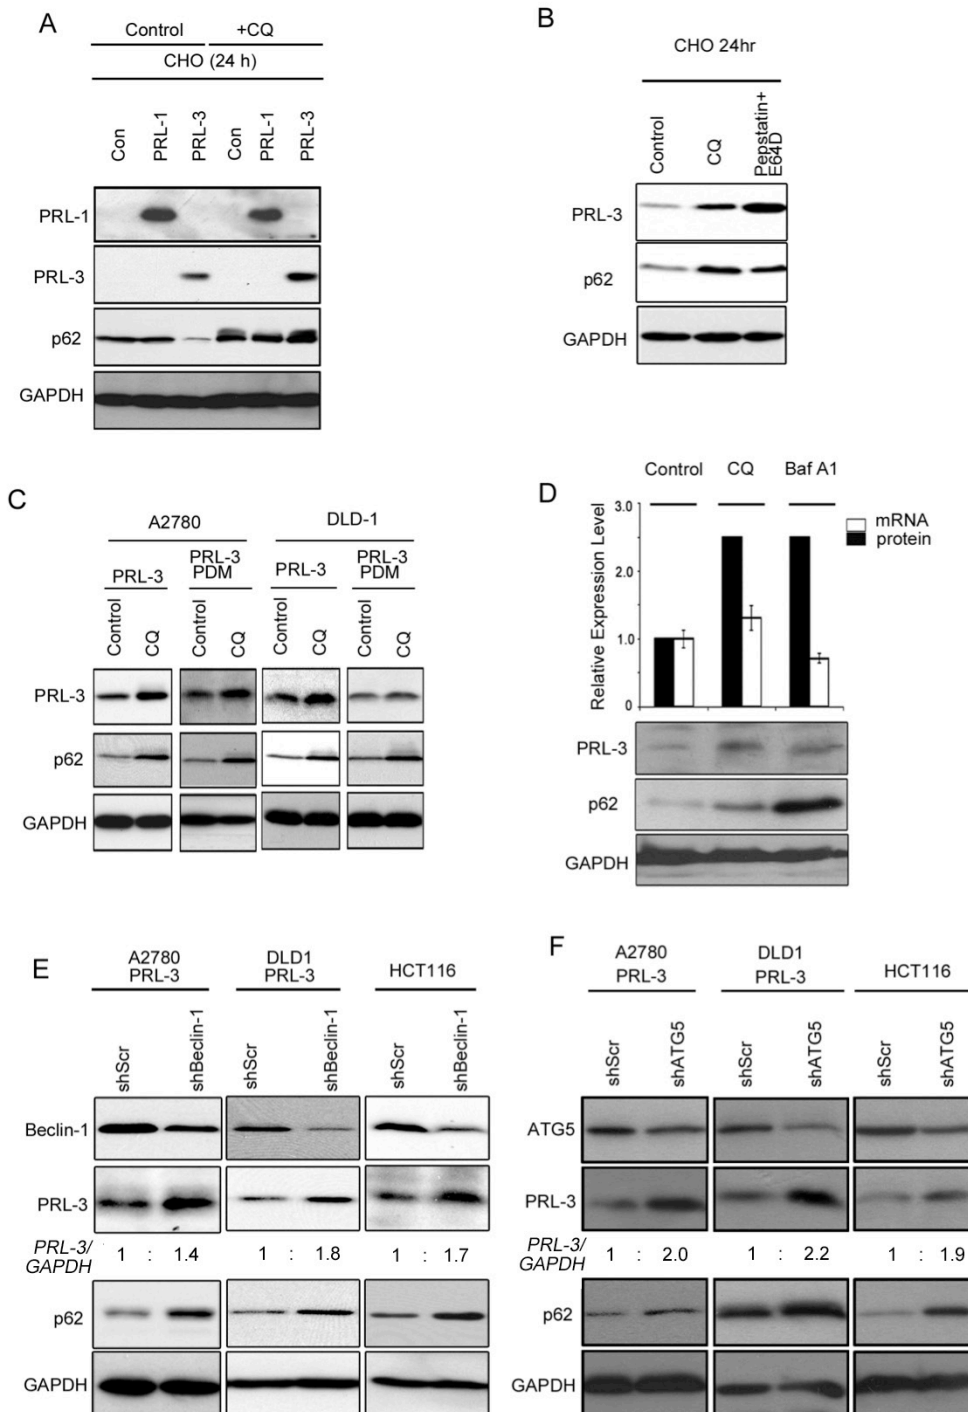 A
Control +CQ
CHO (24 h)
Con PRL-1 PRL-3 Con PRL-1 PRL-3
PRL-1
PRL-3
p62
GAPDH
B
CHO 24hr
Control CQ Pepstatin+
E64D
PRL-3
p62
GAPDH
C
A2780 DLD-1
PRL-3 PRL-3
PDM PRL-3 PRL-3
PDM
Control CQ Control CQ Control CQ Control CQ
PRL-3
p62
GAPDH
D
Control CQ Baf A1
Relative Expression Level
3.0
2.0
1.0
0
mRNA
protein
PRL-3
p62
GAPDH
E
A2780
PRL-3
DLD1
PRL-3
HCT116
shScr shBeclin-1 shScr shBeclin-1 shScr shBeclin-1
Beclin-1
PRL-3
PRL-3/
GAPDH
1 : 1.4 1 : 1.8 1 : 1.7
p62
GAPDH
F
A2780
PRL-3
DLD1
PRL-3
HCT116
shScr shATG5 shScr shATG5 shScr shATG5
ATG5
PRL-3
PRL-3/
GAPDH
1 : 2.0 1 : 2.2 1 : 1.9
p62
GAPDH